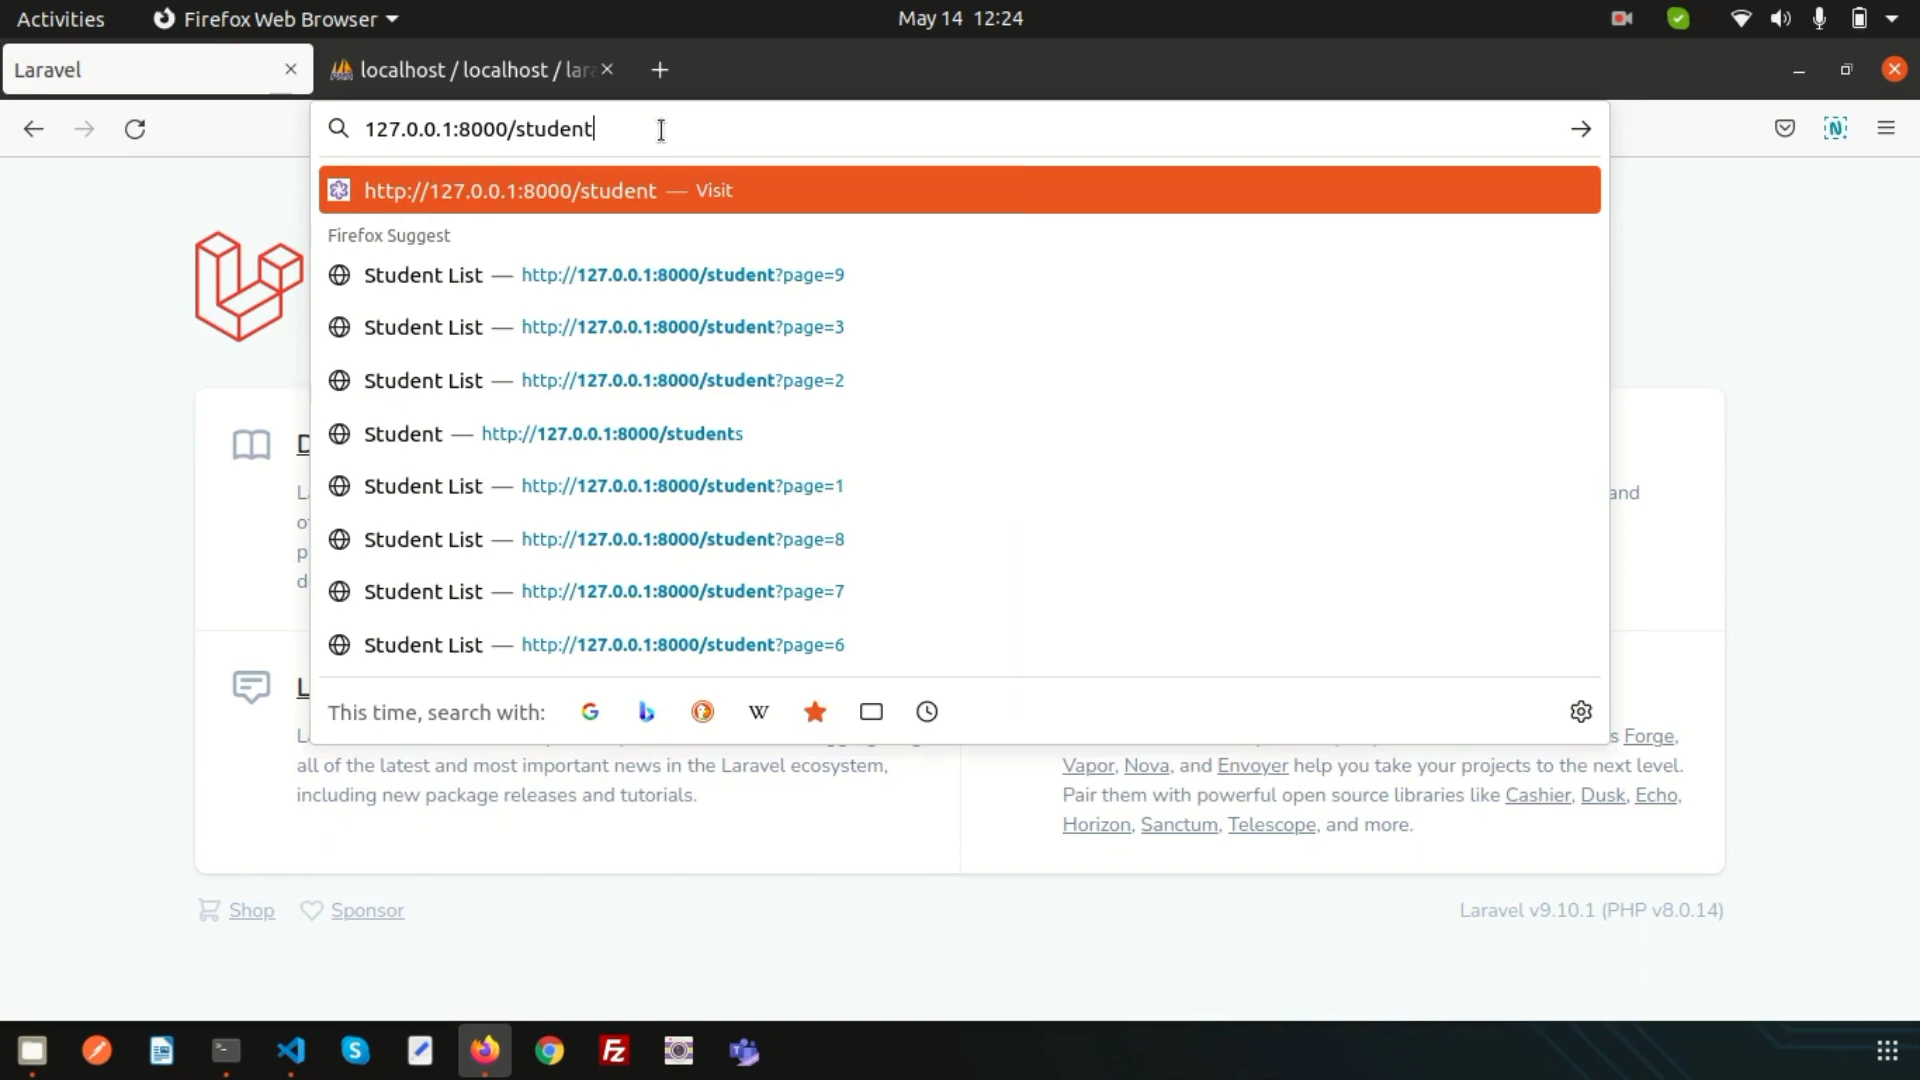 Activities
Firefox Web Browser
May 14 12:24
Laravel
localhost / localhost / lar
127.0.0.1:8000/student
http://127.0.0.1:8000/student — Visit
Firefox Suggest
Student List — http://127.0.0.1:8000/student?page=9
Student List — http://127.0.0.1:8000/student?page=3
Student List — http://127.0.0.1:8000/student?page=2
Student — http://127.0.0.1:8000/students
Student List — http://127.0.0.1:8000/student?page=1
Student List — http://127.0.0.1:8000/student?page=8
Student List — http://127.0.0.1:8000/student?page=7
Student List — http://127.0.0.1:8000/student?page=6
This time, search with:
and
s Forge,
all of the latest and most important news in the Laravel ecosystem,
including new package releases and tutorials.
Vapor, Nova, and Envoyer help you take your projects to the next level.
Pair them with powerful open source libraries like Cashier, Dusk, Echo,
Horizon, Sanctum, Telescope, and more.
Shop
Sponsor
Laravel v9.10.1 (PHP v8.0.14)